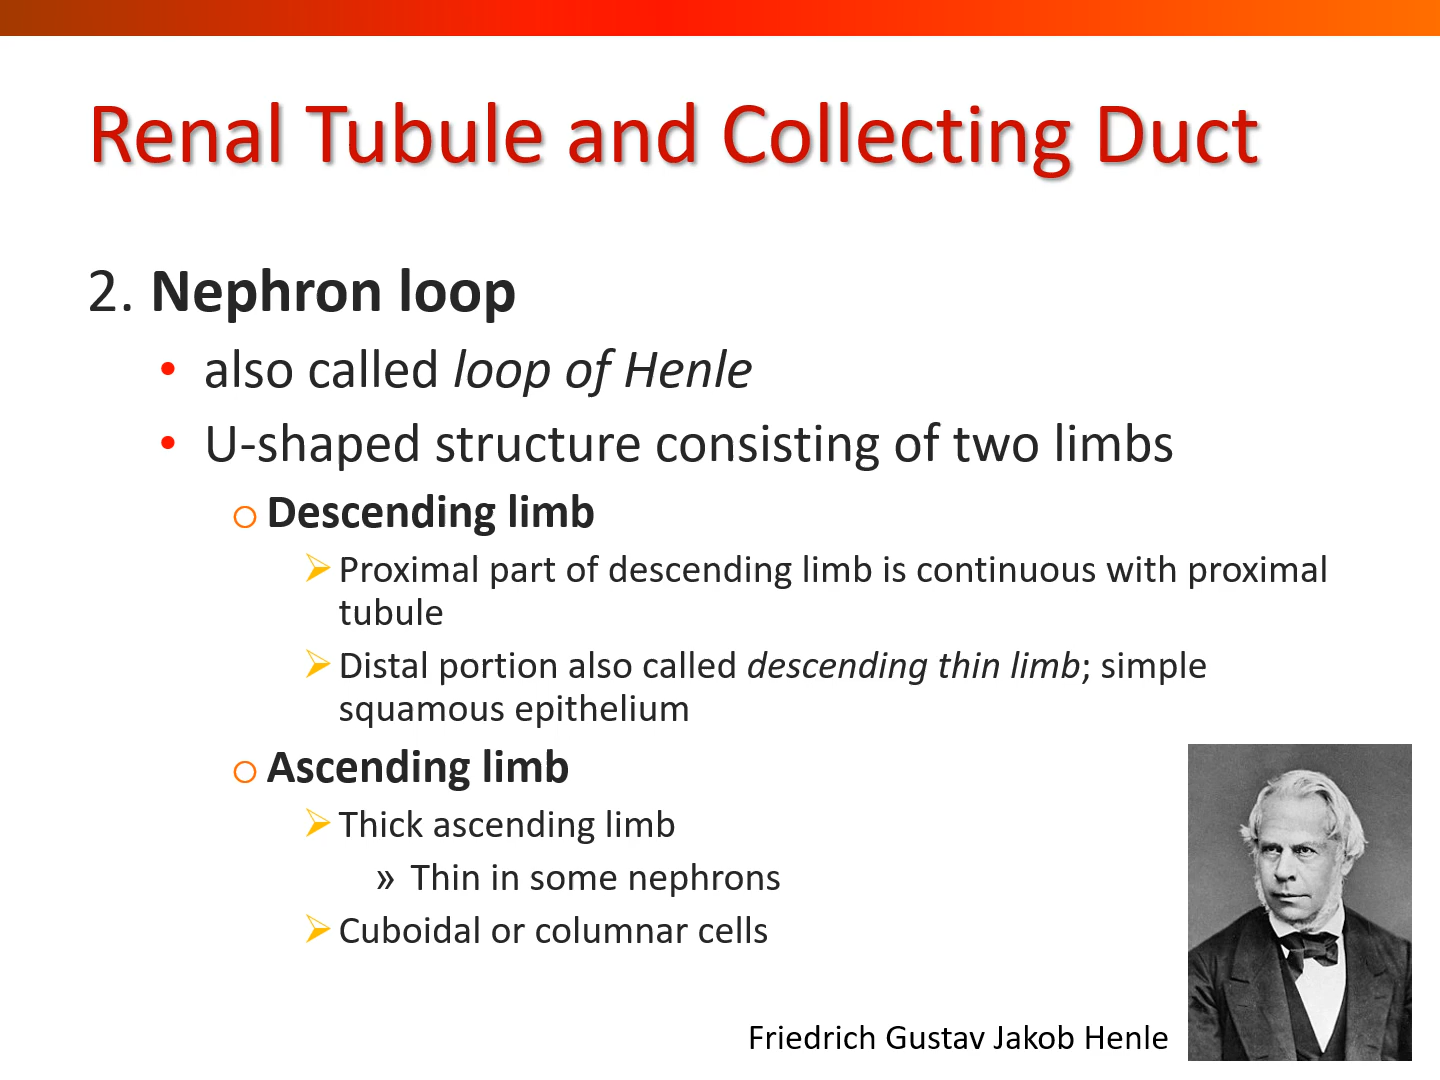 Renal Tubule and Collecting Duct
2. Nephron loop
• also called loop of Henle
• U-shaped structure consisting of two limbs
o Descending limb
➢ Proximal part of descending limb is continuous with proximal
tubule
➢ Distal portion also called descending thin limb; simple
squamous epithelium
o Ascending limb
➢ Thick ascending limb
» Thin in some nephrons
➢ Cuboidal or columnar cells
Friedrich Gustav Jakob Henle